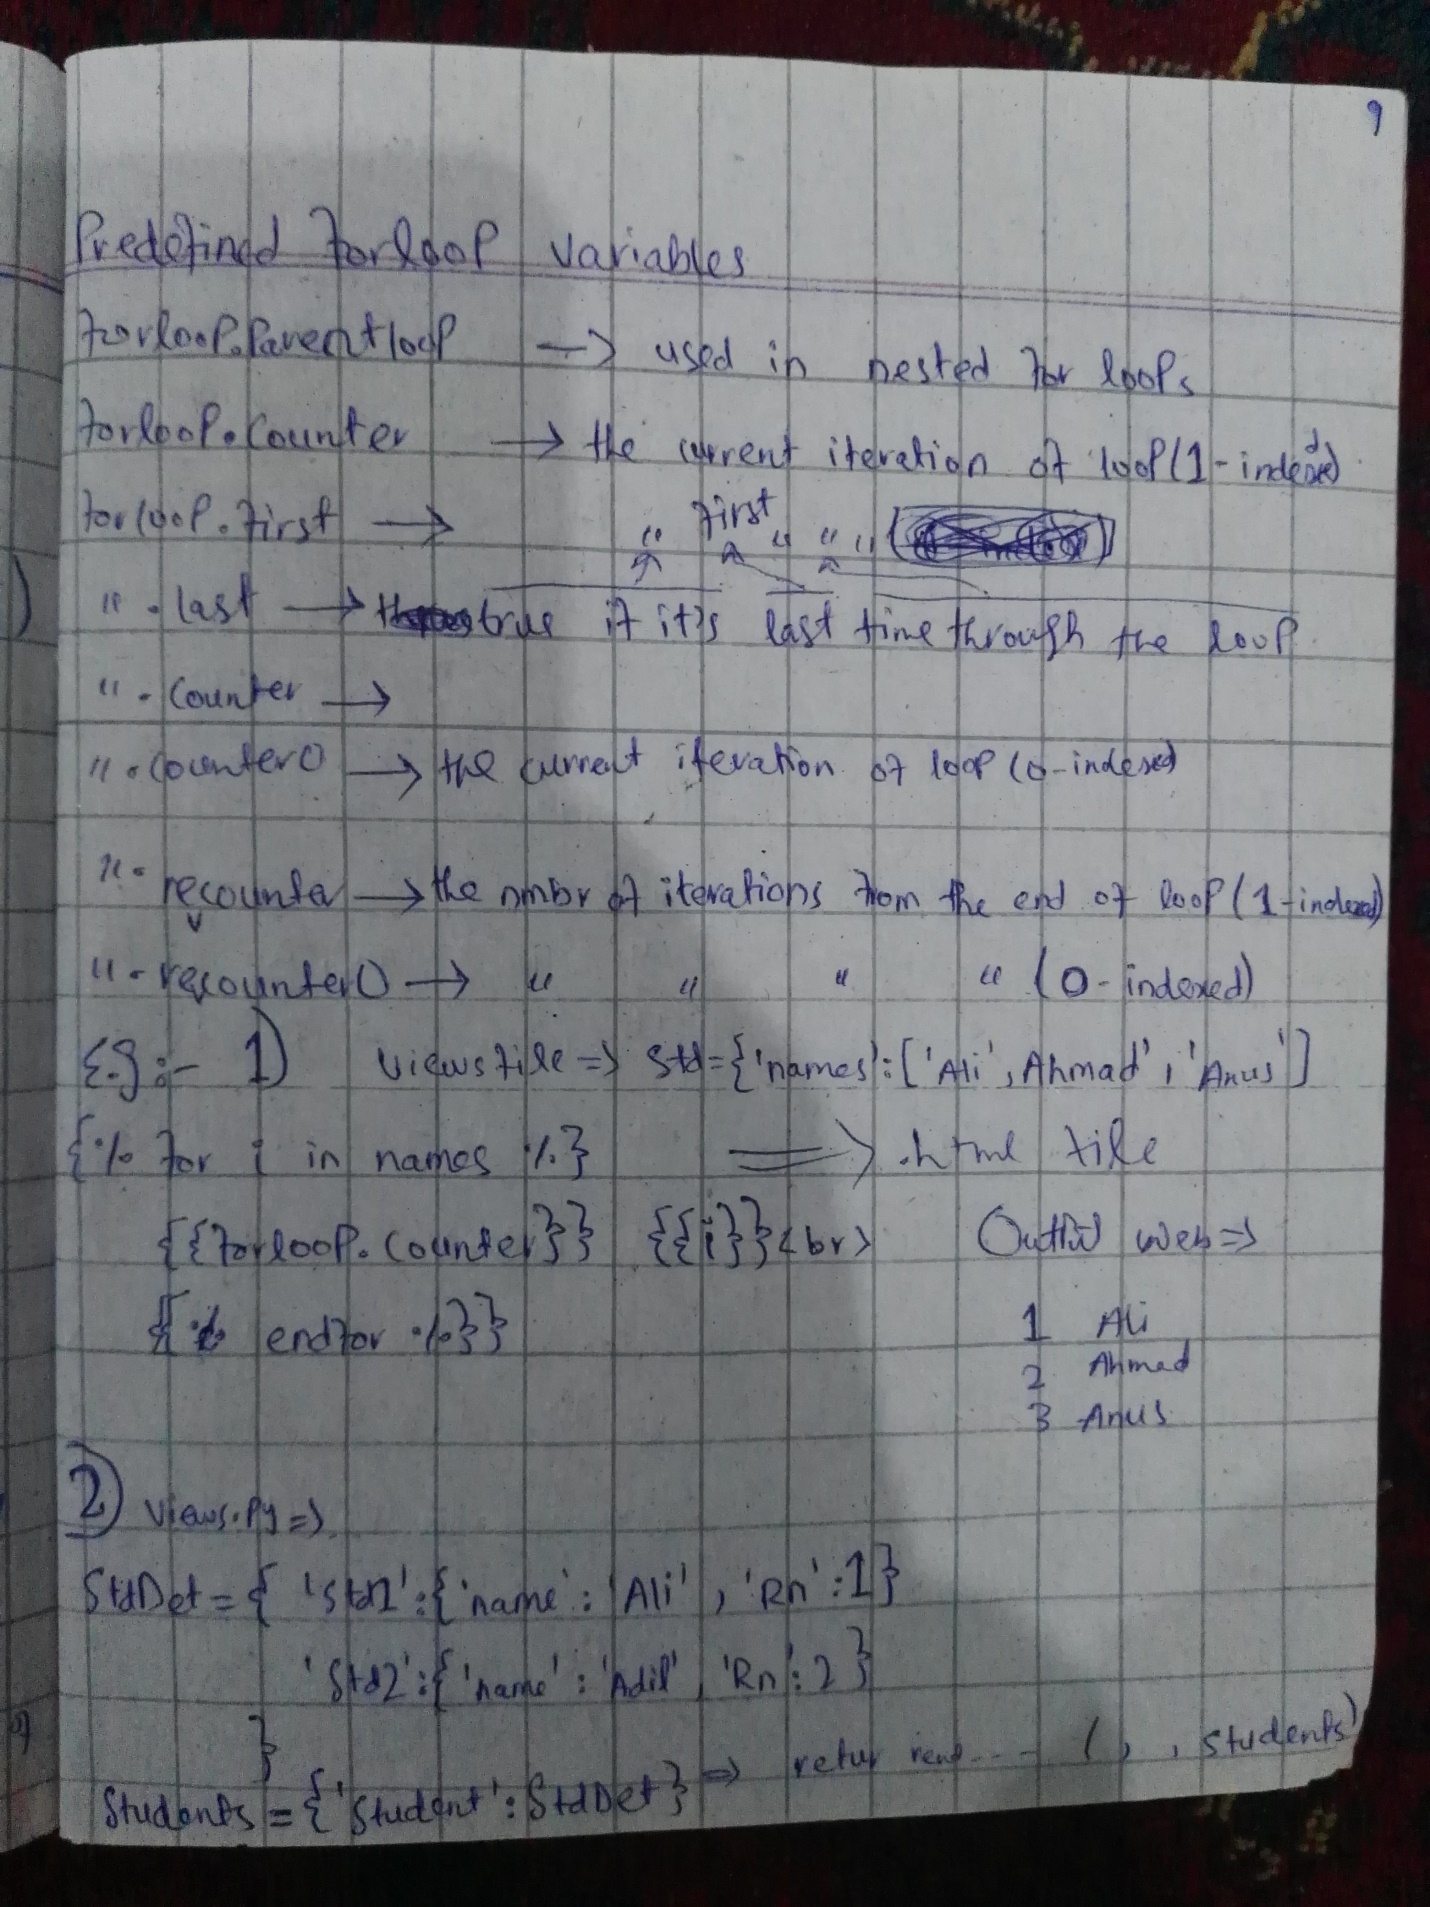 9
Predefined forloop variables
forloop.Parentloop → used in nested for loops
forloop.Counter → the current iteration of loop (1-indexed)
forloop.first → " first " " "
" . last → true if it's last time through the loop.
" . Counter →
" . Counter0 → the current iteration of loop (0-indexed)
" . recounter → the nmbr of iterations from the end of loop (1-indexed)
v
" . recounter0 → " " " " (0-indexed)
E.g :- 1) views file => Std={'names':['Ali', Ahmad', 'Anus']
{% for i in names %} => .html file
{{forloop.Counter}} {{i}}<br> Output web =>
{% endfor %}}
1 Ali
2 Ahmad
3 Anus
2) views.py =>
StdDet = { 'Std1':{'name':'Ali', 'Rn':1}
'Std2':{'name':'Adil', 'Rn':2}
}
Students = {'Student':StdDet} => retur rend... ( , , students)